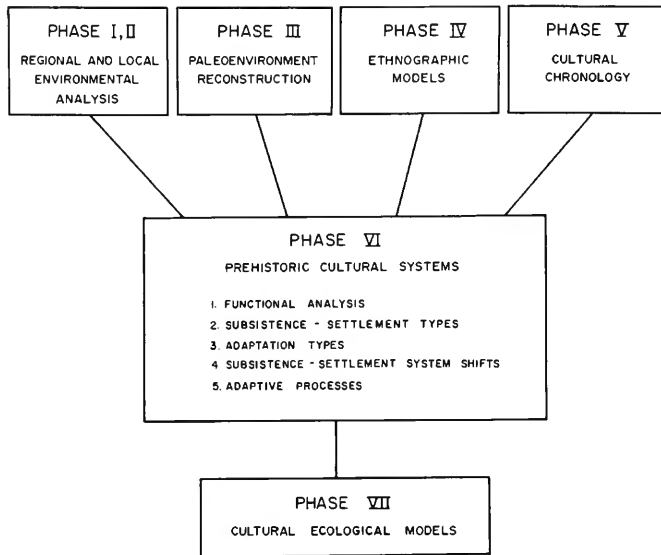 PHASE I, II
REGIONAL AND LOCAL
ENVIRONMENTAL
ANALYSIS
PHASE III
PALEOENVIRONMENT
RECONSTRUCTION
PHASE IV
ETHNOGRAPHIC
MODELS
PHASE V
CULTURAL
CHRONOLOGY
PHASE VI
PREHISTORIC CULTURAL SYSTEMS
1. FUNCTIONAL ANALYSIS
2. SUBSISTENCE - SETTLEMENT TYPES
3. ADAPTATION TYPES
4 SUBSISTENCE - SETTLEMENT SYSTEM SHIFTS
5. ADAPTIVE PROCESSES
PHASE VII
CULTURAL ECOLOGICAL MODELS